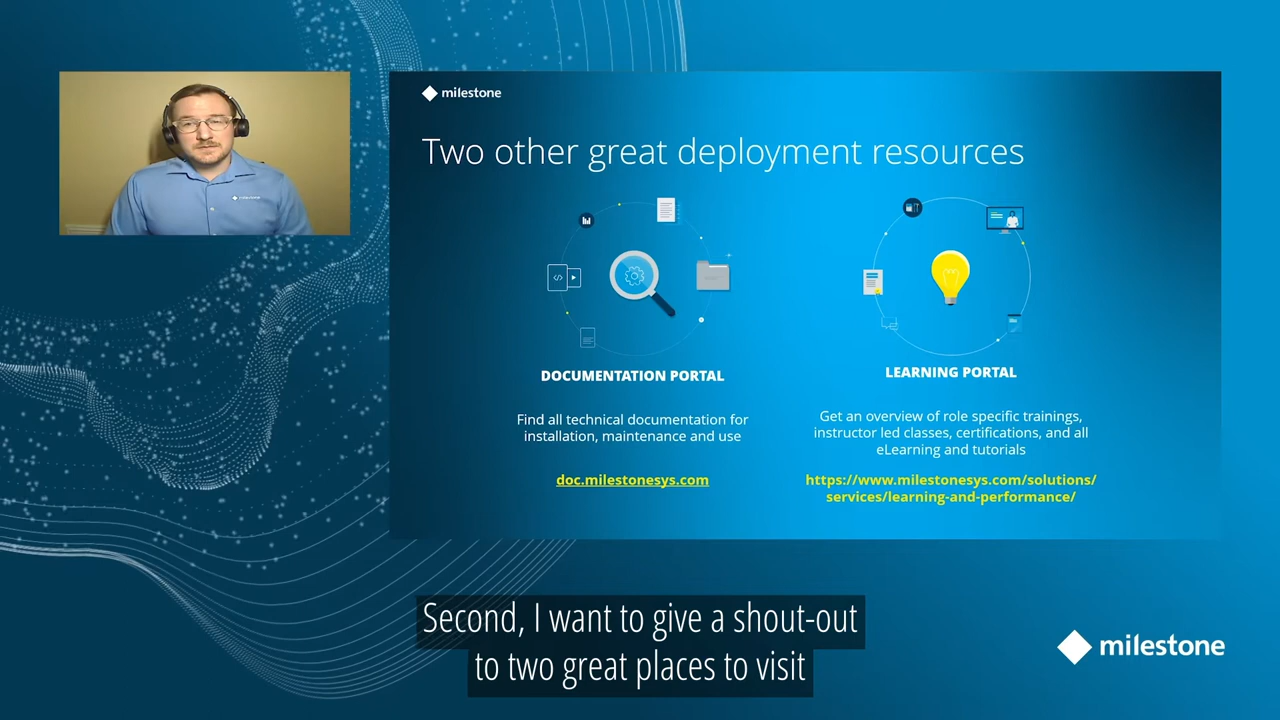 milestone
Two other great deployment resources
DOCUMENTATION PORTAL
Find all technical documentation for
installation, maintenance and use
doc.milestonesys.com
LEARNING PORTAL
Get an overview of role specific trainings,
instructor led classes, certifications, and all
eLearning and tutorials
https://www.milestonesys.com/solutions/
services/learning-and-performance/
Second, I want to give a shout-out
to two great places to visit
milestone